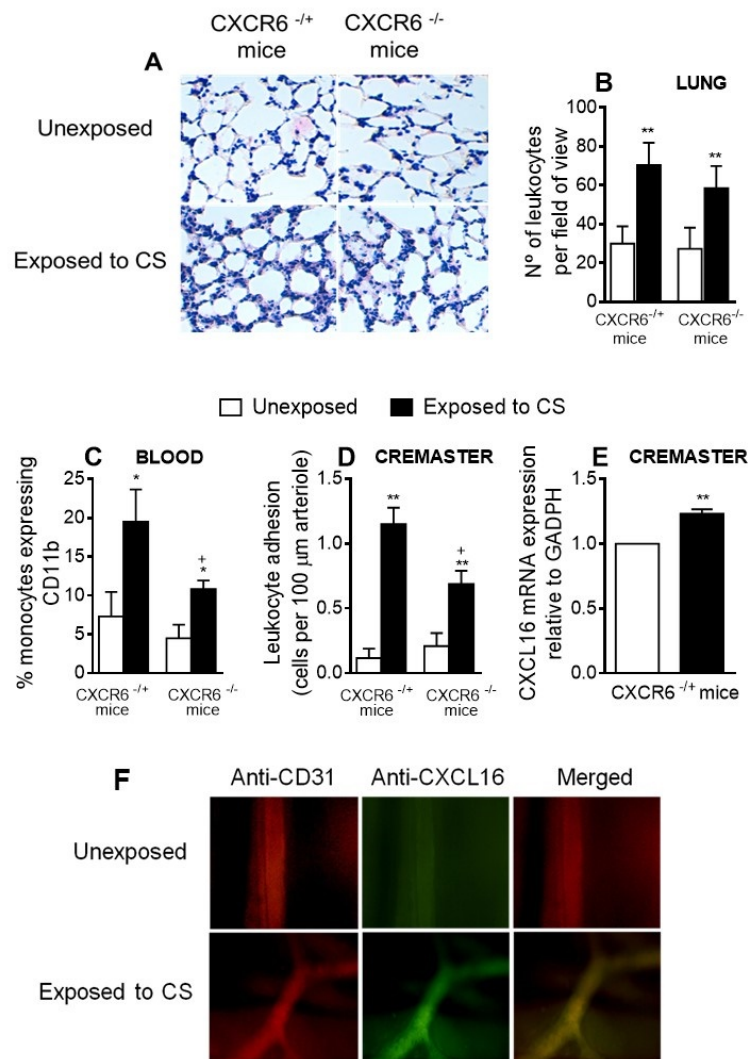 CXCR6 -/+ mice
CXCR6 -/- mice
A
Unexposed
Exposed to CS
B
LUNG
Nº of leukocytes
per field of view
100
80
60
40
20
0
**
**
CXCR6-/+
mice
CXCR6-/-
mice
Unexposed
Exposed to CS
C
BLOOD
% monocytes expressing
CD11b
25
20
15
10
5
0
*
+
*
CXCR6 -/+
mice
CXCR6 -/-
mice
D
CREMASTER
Leukocyte adhesion
(cells per 100 µm arteriole)
1.5
1.0
0.5
0.0
**
+
**
CXCR6 -/+
mice
CXCR6 -/-
mice
E
CREMASTER
CXCL16 mRNA expression
relative to GADPH
1.5
1.0
0.5
0.0
**
CXCR6 -/+ mice
F
Anti-CD31
Anti-CXCL16
Merged
Unexposed
Exposed to CS